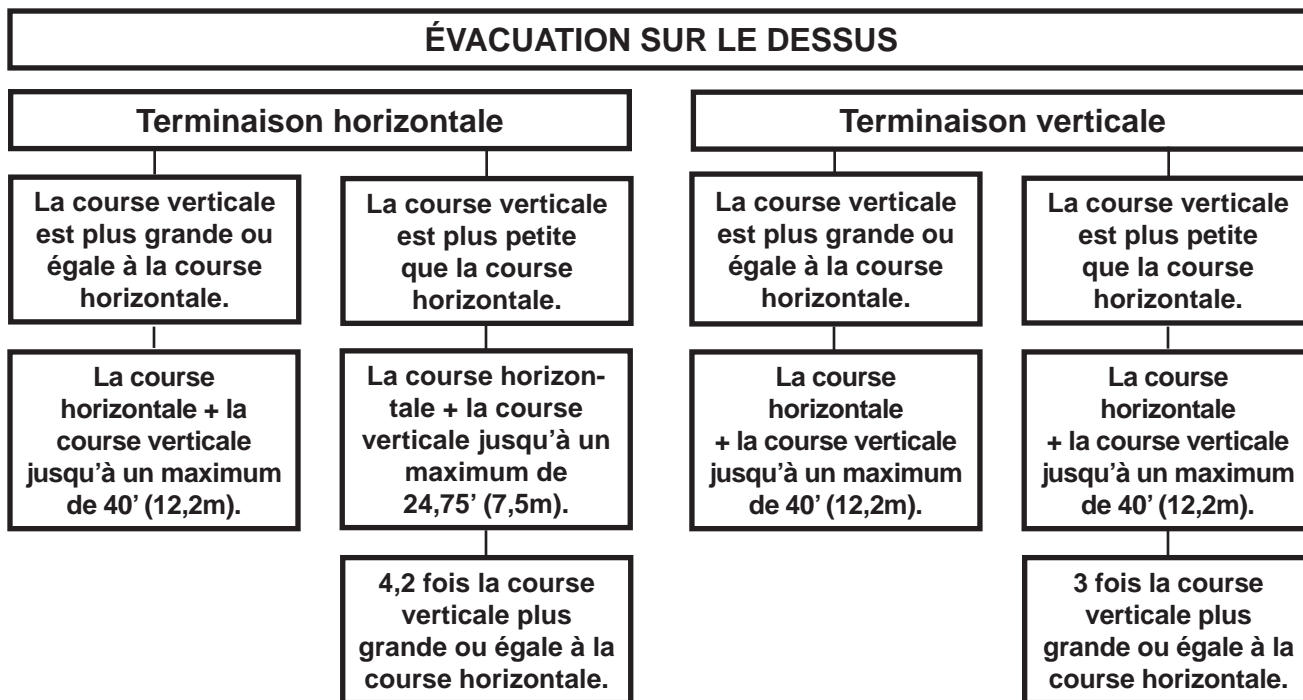 ÉVACUATION SUR LE DESSUS
Terminaison horizontale
La course verticale
est plus grande ou
égale à la course
horizontale.
La course
horizontale + la
course verticale
jusqu’à un maximum
de 40’ (12,2m).
La course verticale
est plus petite
que la course
horizontale.
La course horizon-
tale + la course
verticale jusqu’à un
maximum de
24,75’ (7,5m).
4,2 fois la course
verticale plus
grande ou égale à la
course horizontale.
Terminaison verticale
La course verticale
est plus grande ou
égale à la course
horizontale.
La course
horizontale
+ la course verticale
jusqu’à un maximum
de 40’ (12,2m).
La course verticale
est plus petite
que la course
horizontale.
La course
horizontale
+ la course verticale
jusqu’à un maximum
de 40’ (12,2m).
3 fois la course
verticale plus
grande ou égale à la
course horizontale.